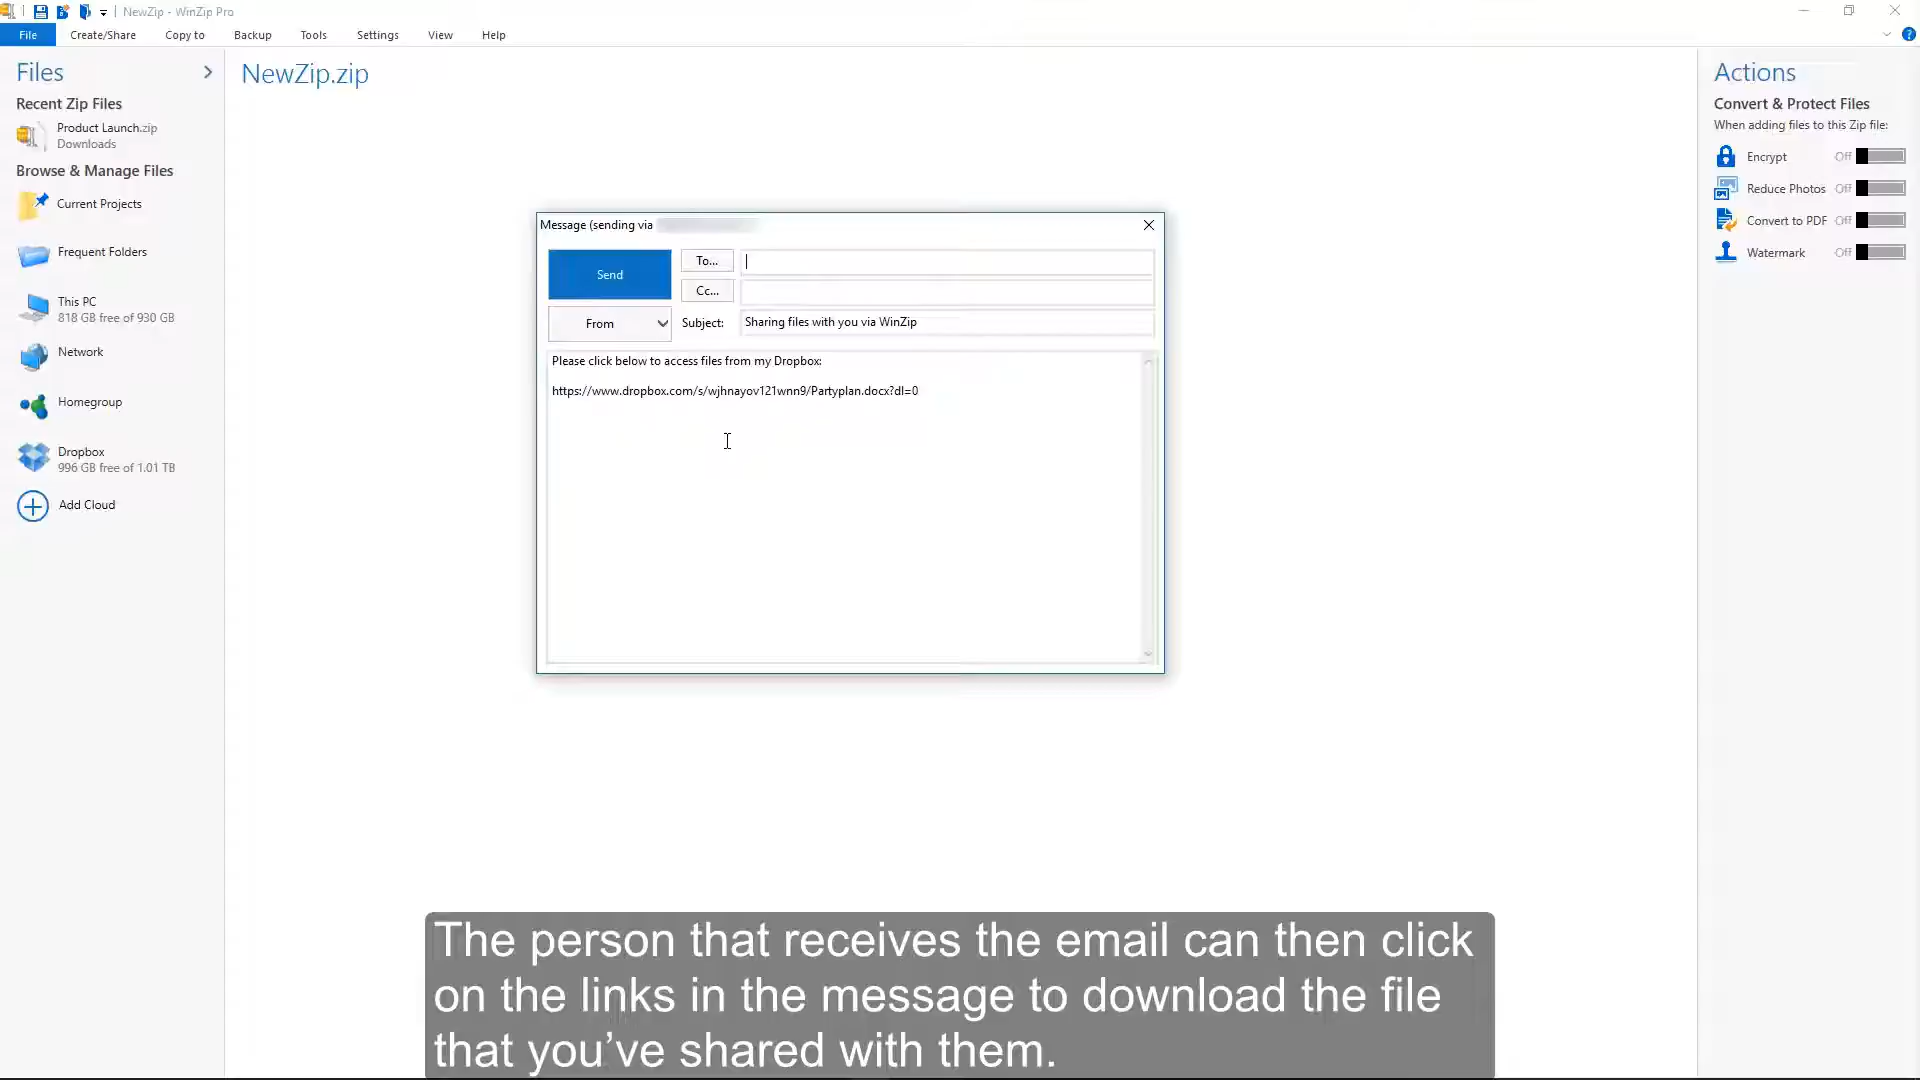 NewZip - WinZip Pro
File Create/Share Copy to Backup Tools Settings View Help
Files
Recent Zip Files
Product Launch.zip
Downloads
Browse & Manage Files
Current Projects
Frequent Folders
This PC
818 GB free of 930 GB
Network
Homegroup
Dropbox
996 GB free of 1.01 TB
Add Cloud
NewZip.zip
Message (sending via
Send
To...
Cc...
From
Subject: Sharing files with you via WinZip
Please click below to access files from my Dropbox:
https://www.dropbox.com/s/wjhnayov121wnn9/Partyplan.docx?dl=0
Actions
Convert & Protect Files
When adding files to this Zip file:
Encrypt Off
Reduce Photos Off
Convert to PDF Off
Watermark Off
The person that receives the email can then click
on the links in the message to download the file
that you’ve shared with them.